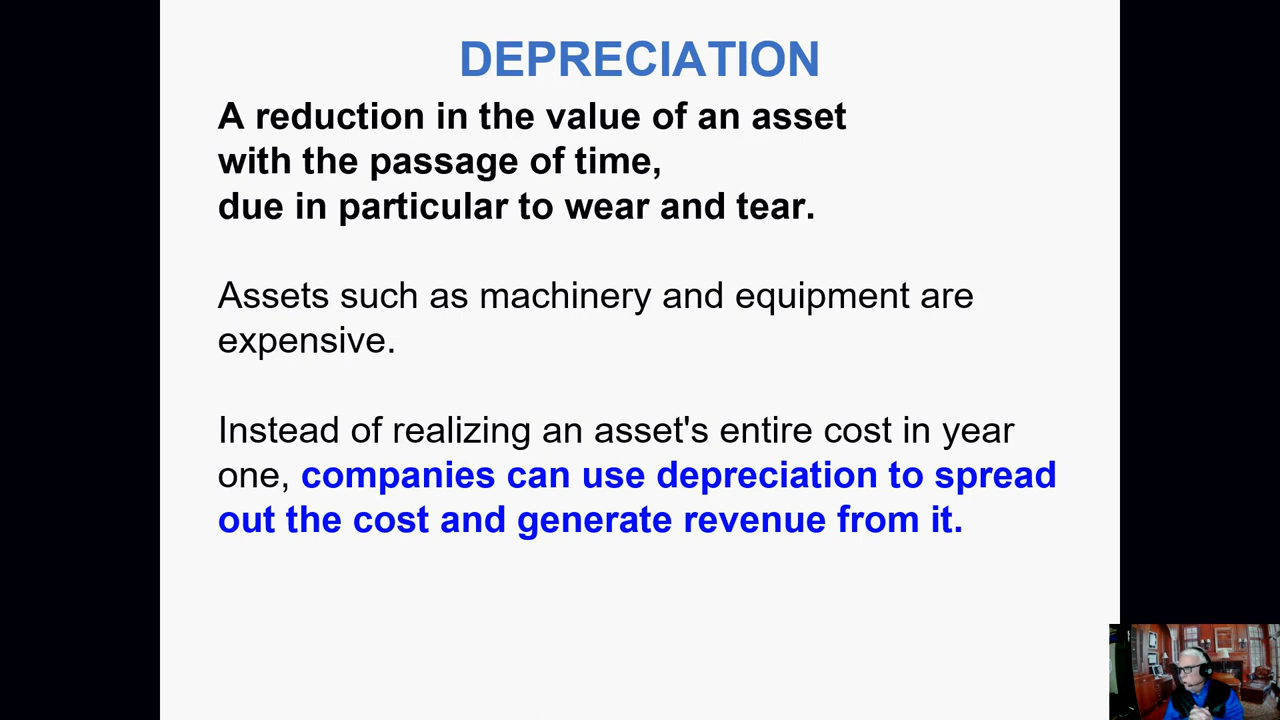 DEPRECIATION
A reduction in the value of an asset
with the passage of time,
due in particular to wear and tear.
Assets such as machinery and equipment are
expensive.
Instead of realizing an asset's entire cost in year
one, companies can use depreciation to spread
out the cost and generate revenue from it.